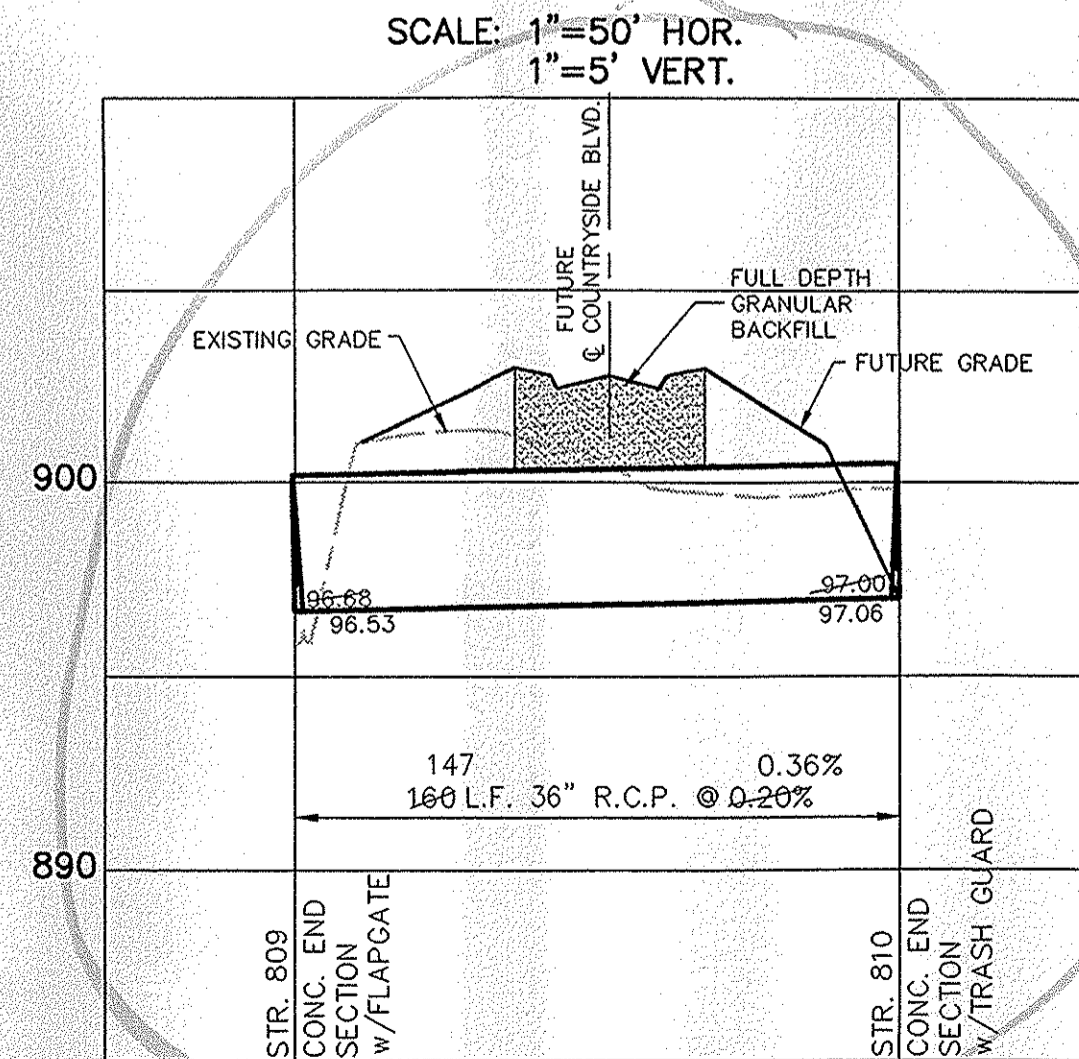 SCALE: 1"=50' HOR.
1"=5' VERT.
FUTURE
℄ COUNTRYSIDE BLVD.
FULL DEPTH
GRANULAR
BACKFILL
EXISTING GRADE
FUTURE GRADE
900
96.68
96.53
97.00
97.06
147
0.36%
160 L.F. 36" R.C.P. @ 0.20%
890
STR. 809
CONC. END
SECTION
w/FLAPGATE
STR. 810
CONC. END
SECTION
w/TRASH GUARD